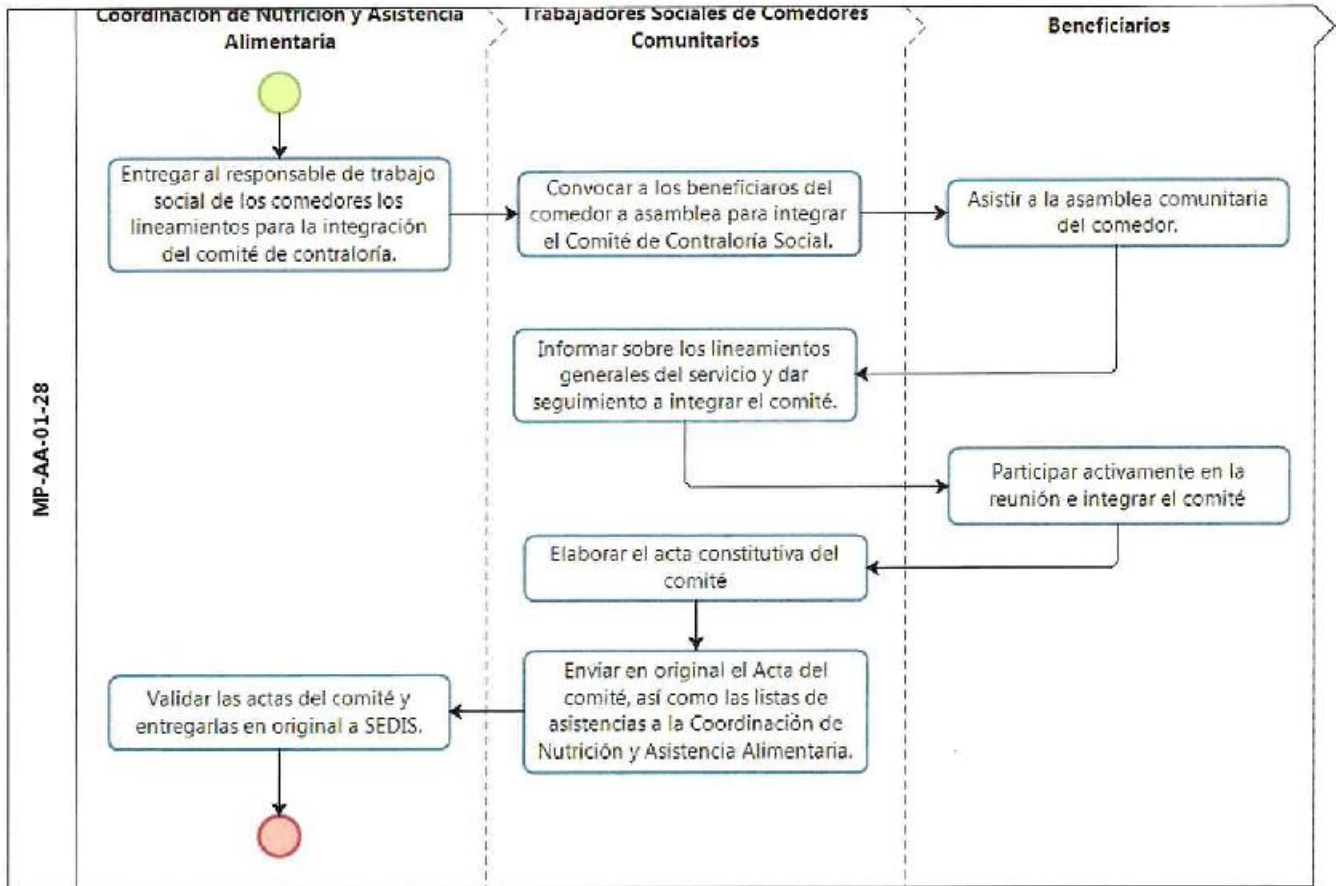 Coordinación de Nutrición y Asistencia
Alimentaria
Trabajadores Sociales de Comedores
Comunitarios
Beneficiarios
MP-AA-01-28
Entregar al responsable de trabajo
social de los comedores los
lineamientos para la integración
del comité de contraloría.
Convocar a los beneficiaros del
comedor a asamblea para integrar
el Comité de Contraloría Social.
Asistir a la asamblea comunitaria
del comedor.
Informar sobre los lineamientos
generales del servicio y dar
seguimiento a integrar el comité.
Participar activamente en la
reunión e integrar el comité
Elaborar el acta constitutiva del
comité
Enviar en original el Acta del
comité, así como las listas de
asistencias a la Coordinación de
Nutrición y Asistencia Alimentaria.
Validar las actas del comité y
entregarlas en original a SEDIS.